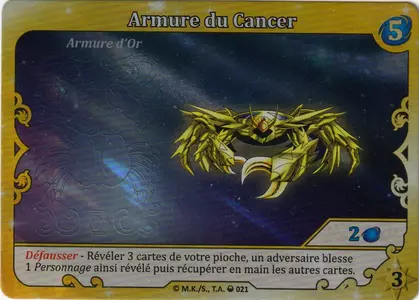 Armure du Cancer
5
Armure d'Or
2
Défausser - Révéler 3 cartes de votre pioche, un adversaire blesse
1 Personnage ainsi révélé puis récupérer en main les autres cartes.
3
© M.K./S., T.A. 021